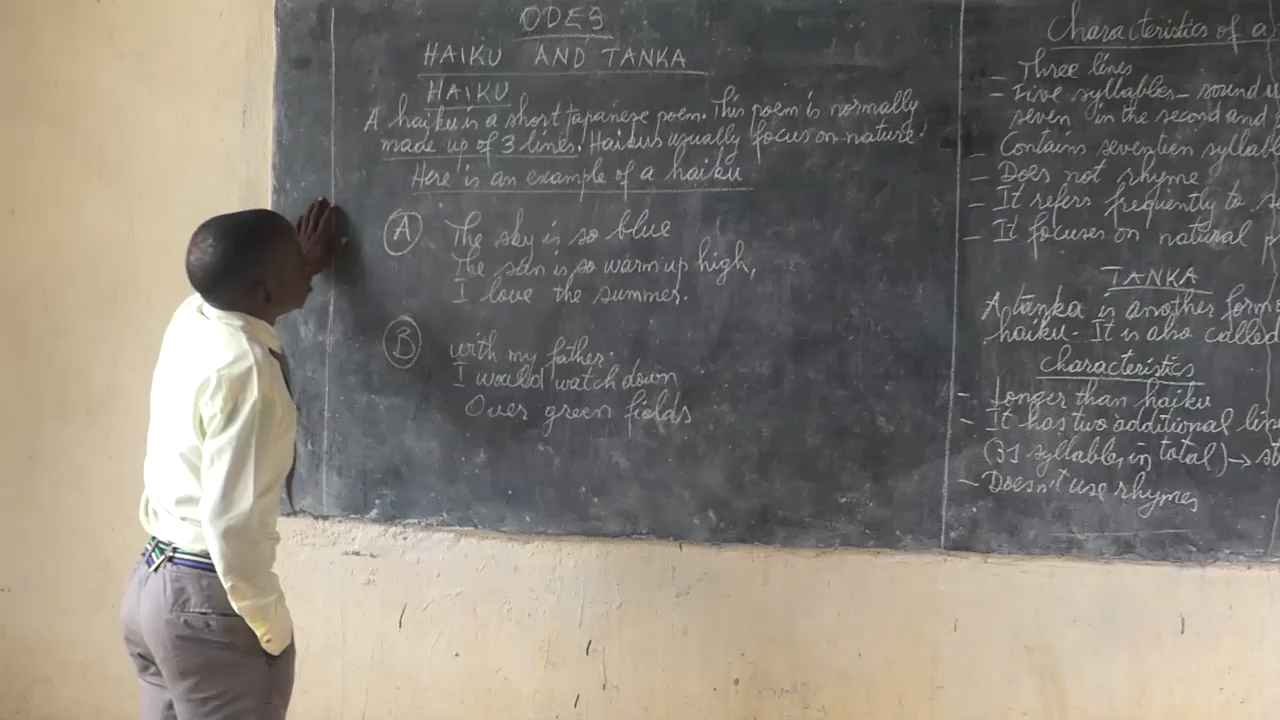 ODES
HAIKU AND TANKA
HAIKU
A haiku is a short Japanese poem. This poem is normally
made up of 3 lines. Haikus usually focus on nature.
Here is an example of a haiku
A The sky is so blue
The sun is so warm up high,
I love the summer.
B with my father
I would watch down
Over green fields
Characteristics of a
- Three lines
- Five syllables - sound
seven in the second and
- Contains seventien
- Does not rhyme
- It refers frequently to
- It focuses on natural
TANKA
A tanka is another form
haiku. It is also called
Characteristics
- Longer than haiku
- It has two additional
(31 syllables in total) →
- Doesn't use rhymes